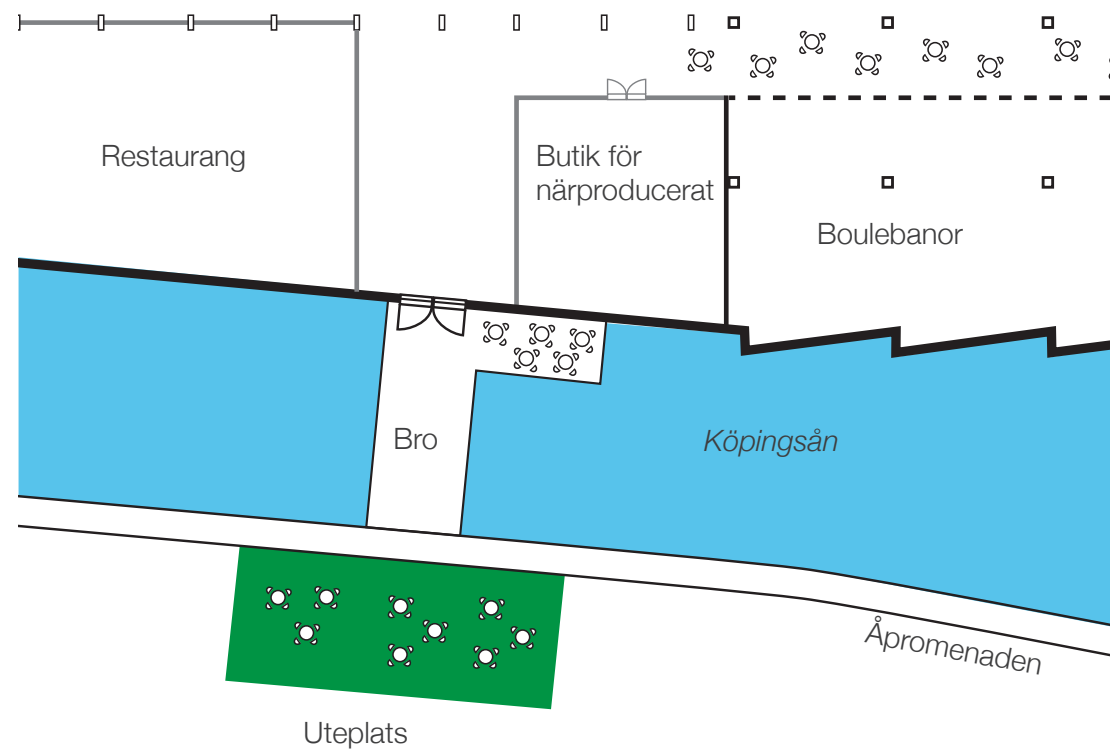 Restaurang
Butik för
närproducerat
Boulebanor
Bro
Köpingsån
Åpromenaden
Uteplats